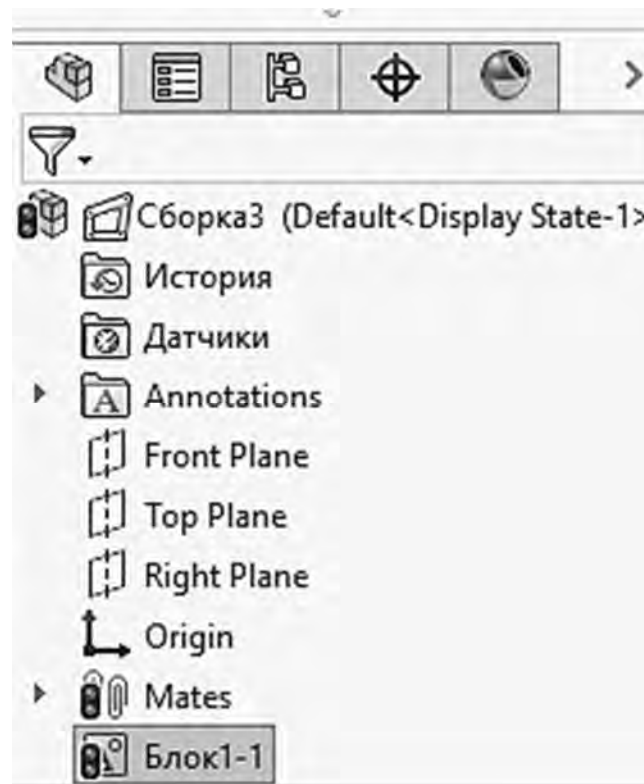 Сборка3 (Default<Display State-1>
История
Датчики
Annotations
Front Plane
Top Plane
Right Plane
Origin
Mates
Блок1-1